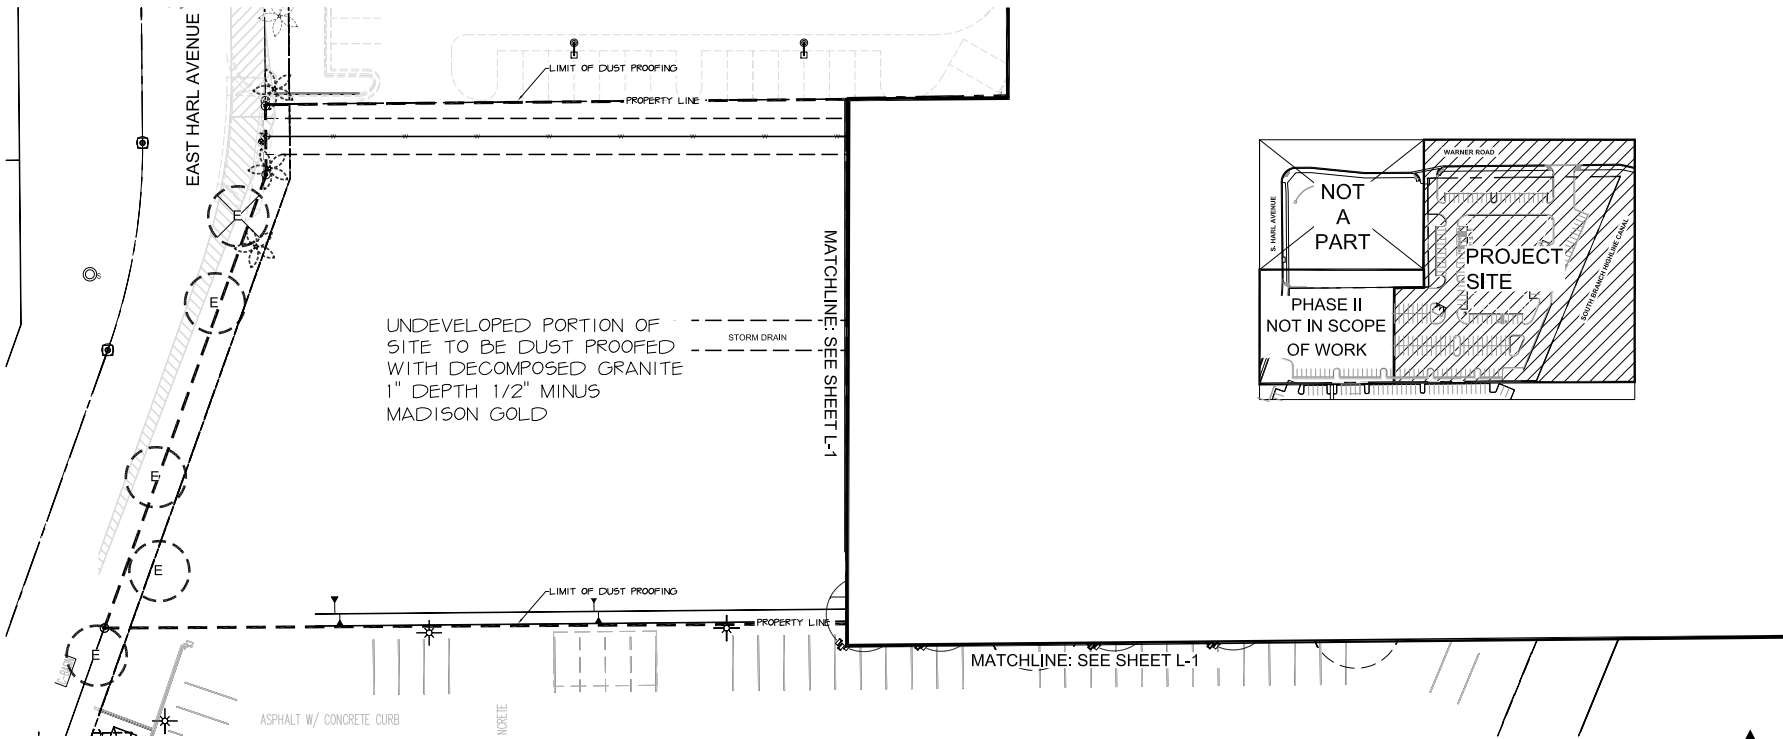 EAST HARL AVENUE
LIMIT OF DUST PROOFING
PROPERTY LINE
W W W W W W W W
E
E
E
E
E
S
UNDEVELOPED PORTION OF
SITE TO BE DUST PROOFED
WITH DECOMPOSED GRANITE
1" DEPTH 1/2" MINUS
MADISON GOLD
STORM DRAIN
MATCHLINE: SEE SHEET L-1
LIMIT OF DUST PROOFING
PROPERTY LINE
MATCHLINE: SEE SHEET L-1
ASPHALT W/ CONCRETE CURB
NCRETE
WARNER ROAD
S. HARL AVENUE
NOT
A
PART
PROJECT
SITE
SOUTH BRANCH HIGHLINE CANAL
PHASE II
NOT IN SCOPE
OF WORK